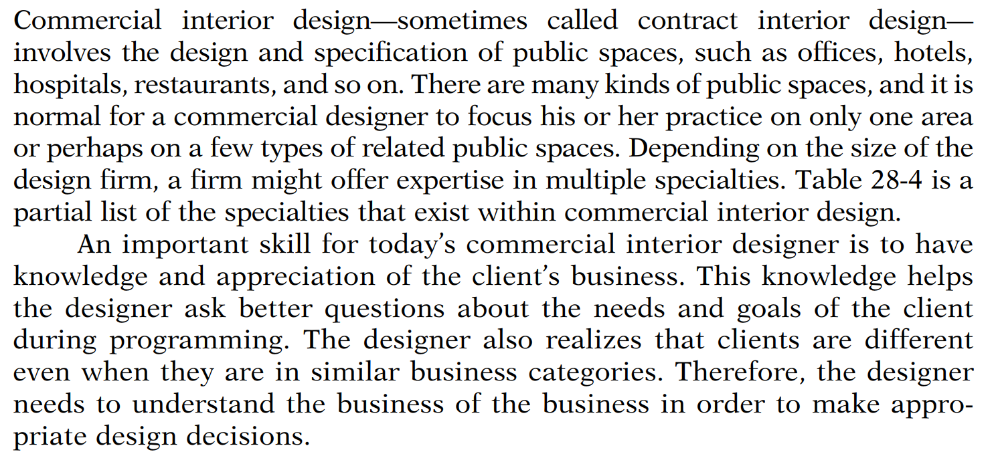 Commercial interior design—sometimes called contract interior design—
involves the design and specification of public spaces, such as offices, hotels,
hospitals, restaurants, and so on. There are many kinds of public spaces, and it is
normal for a commercial designer to focus his or her practice on only one area
or perhaps on a few types of related public spaces. Depending on the size of the
design firm, a firm might offer expertise in multiple specialties. Table 28-4 is a
partial list of the specialties that exist within commercial interior design.
An important skill for today’s commercial interior designer is to have
knowledge and appreciation of the client’s business. This knowledge helps
the designer ask better questions about the needs and goals of the client
during programming. The designer also realizes that clients are different
even when they are in similar business categories. Therefore, the designer
needs to understand the business of the business in order to make appro-
priate design decisions.